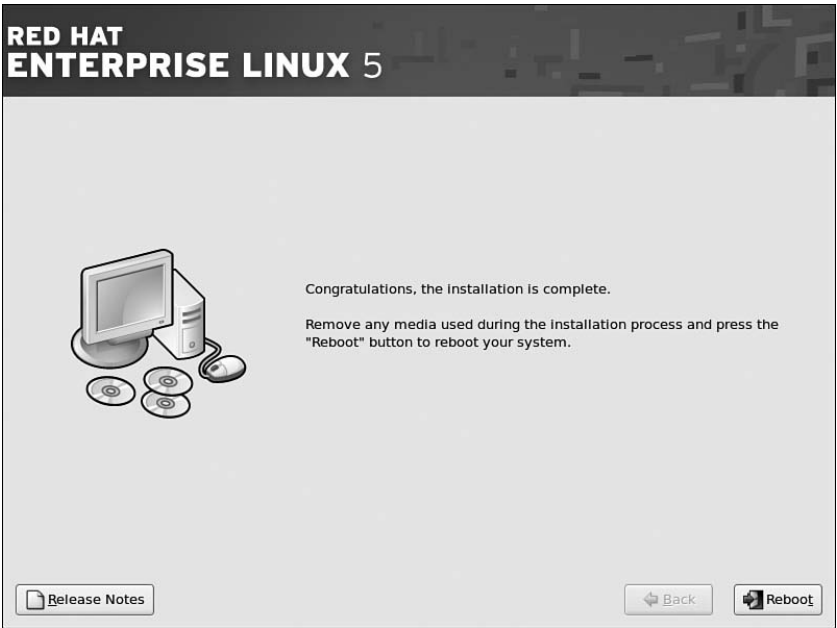 RED HAT
ENTERPRISE LINUX 5
Congratulations, the installation is complete.
Remove any media used during the installation process and press the
"Reboot" button to reboot your system.
Release Notes
Back
Reboot